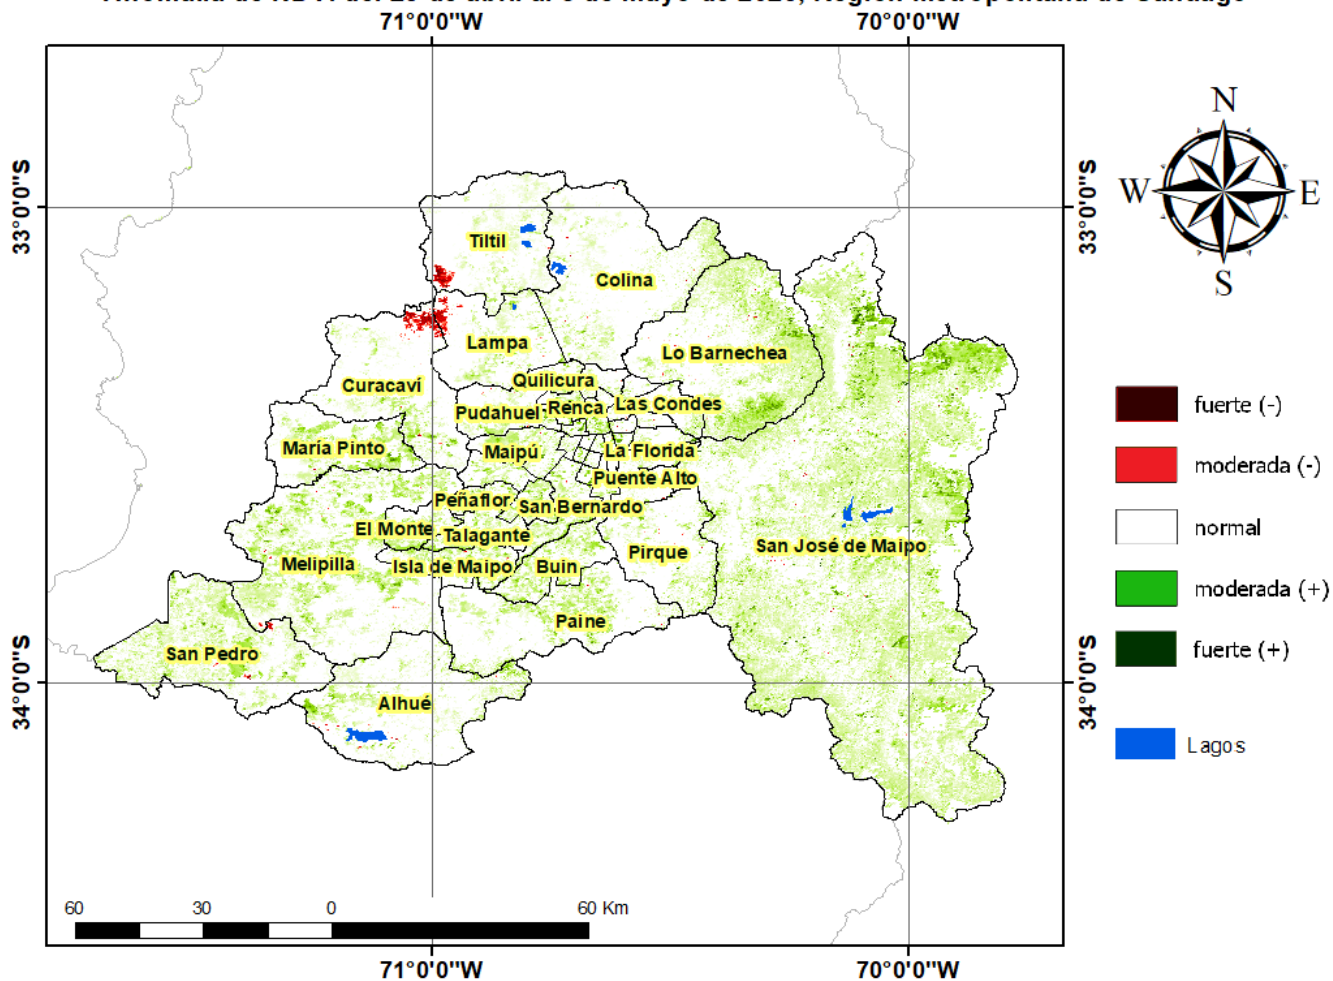 71°0'0"W 70°0'0"W
N
W E
S
33°0'0"S 33°0'0"S
Tiltil
Colina
Lampa
Lo Barnechea
Curacaví
Quilicura
Pudahuel Renca Las Condes
María Pinto Maipú La Florida
Puente Alto
Peñaflor San Bernardo
El Monte Talagante
Melipilla Isla de Maipo Buin Pirque San José de Maipo
Paine
San Pedro
Alhué
34°0'0"S 34°0'0"S
fuerte (-)
moderada (-)
normal
moderada (+)
fuerte (+)
Lagos
60 30 0 60 Km
71°0'0"W 70°0'0"W